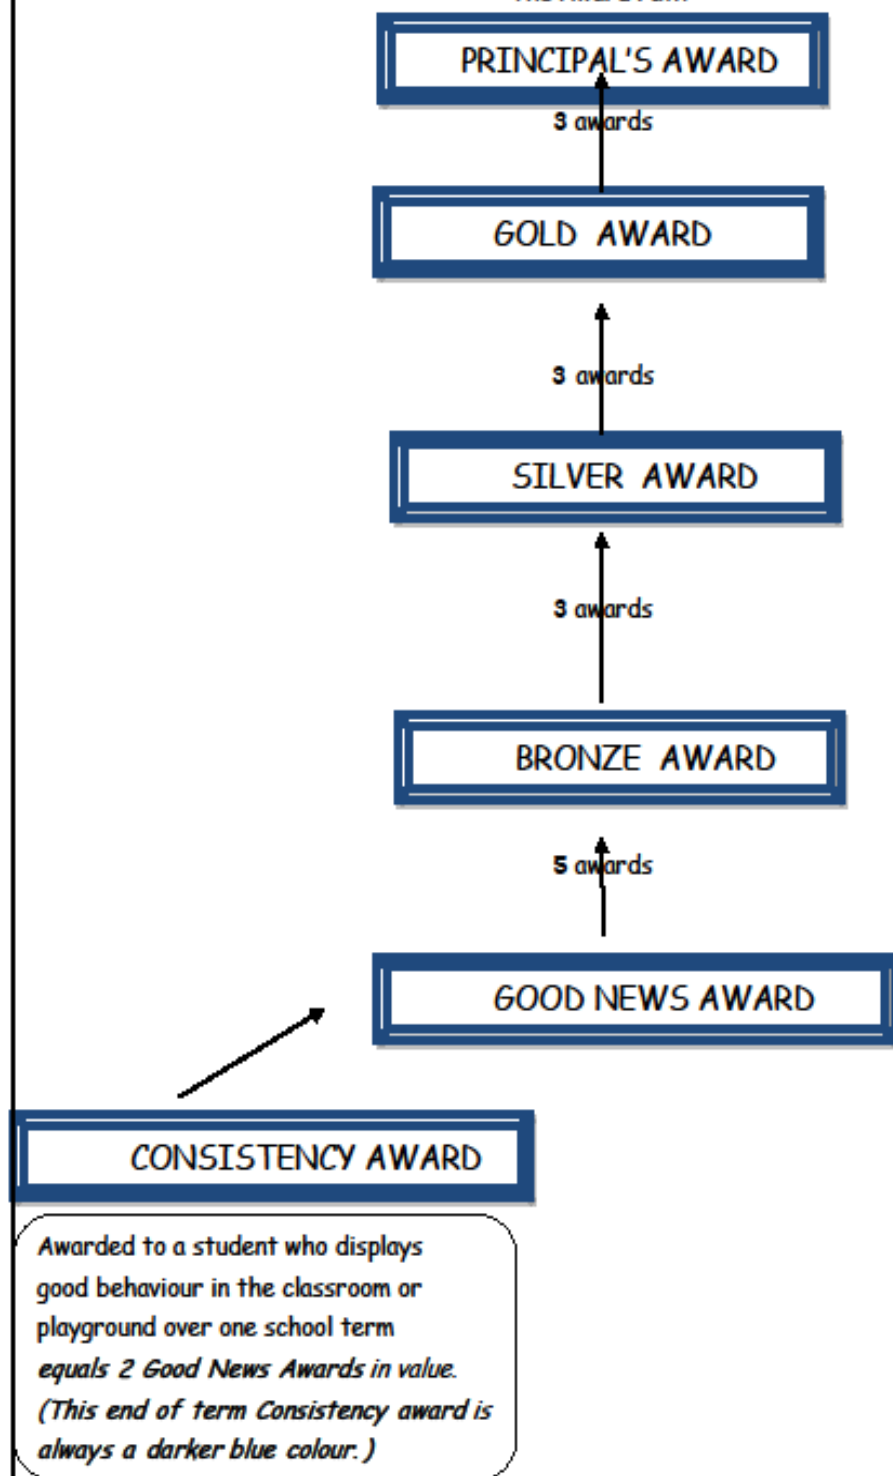 PRINCIPAL'S AWARD
3 awards
GOLD AWARD
3 awards
SILVER AWARD
3 awards
BRONZE AWARD
5 awards
GOOD NEWS AWARD
CONSISTENCY AWARD
Awarded to a student who displays
good behaviour in the classroom or
playground over one school term
equals 2 Good News Awards in value.
(This end of term Consistency award is
always a darker blue colour.)